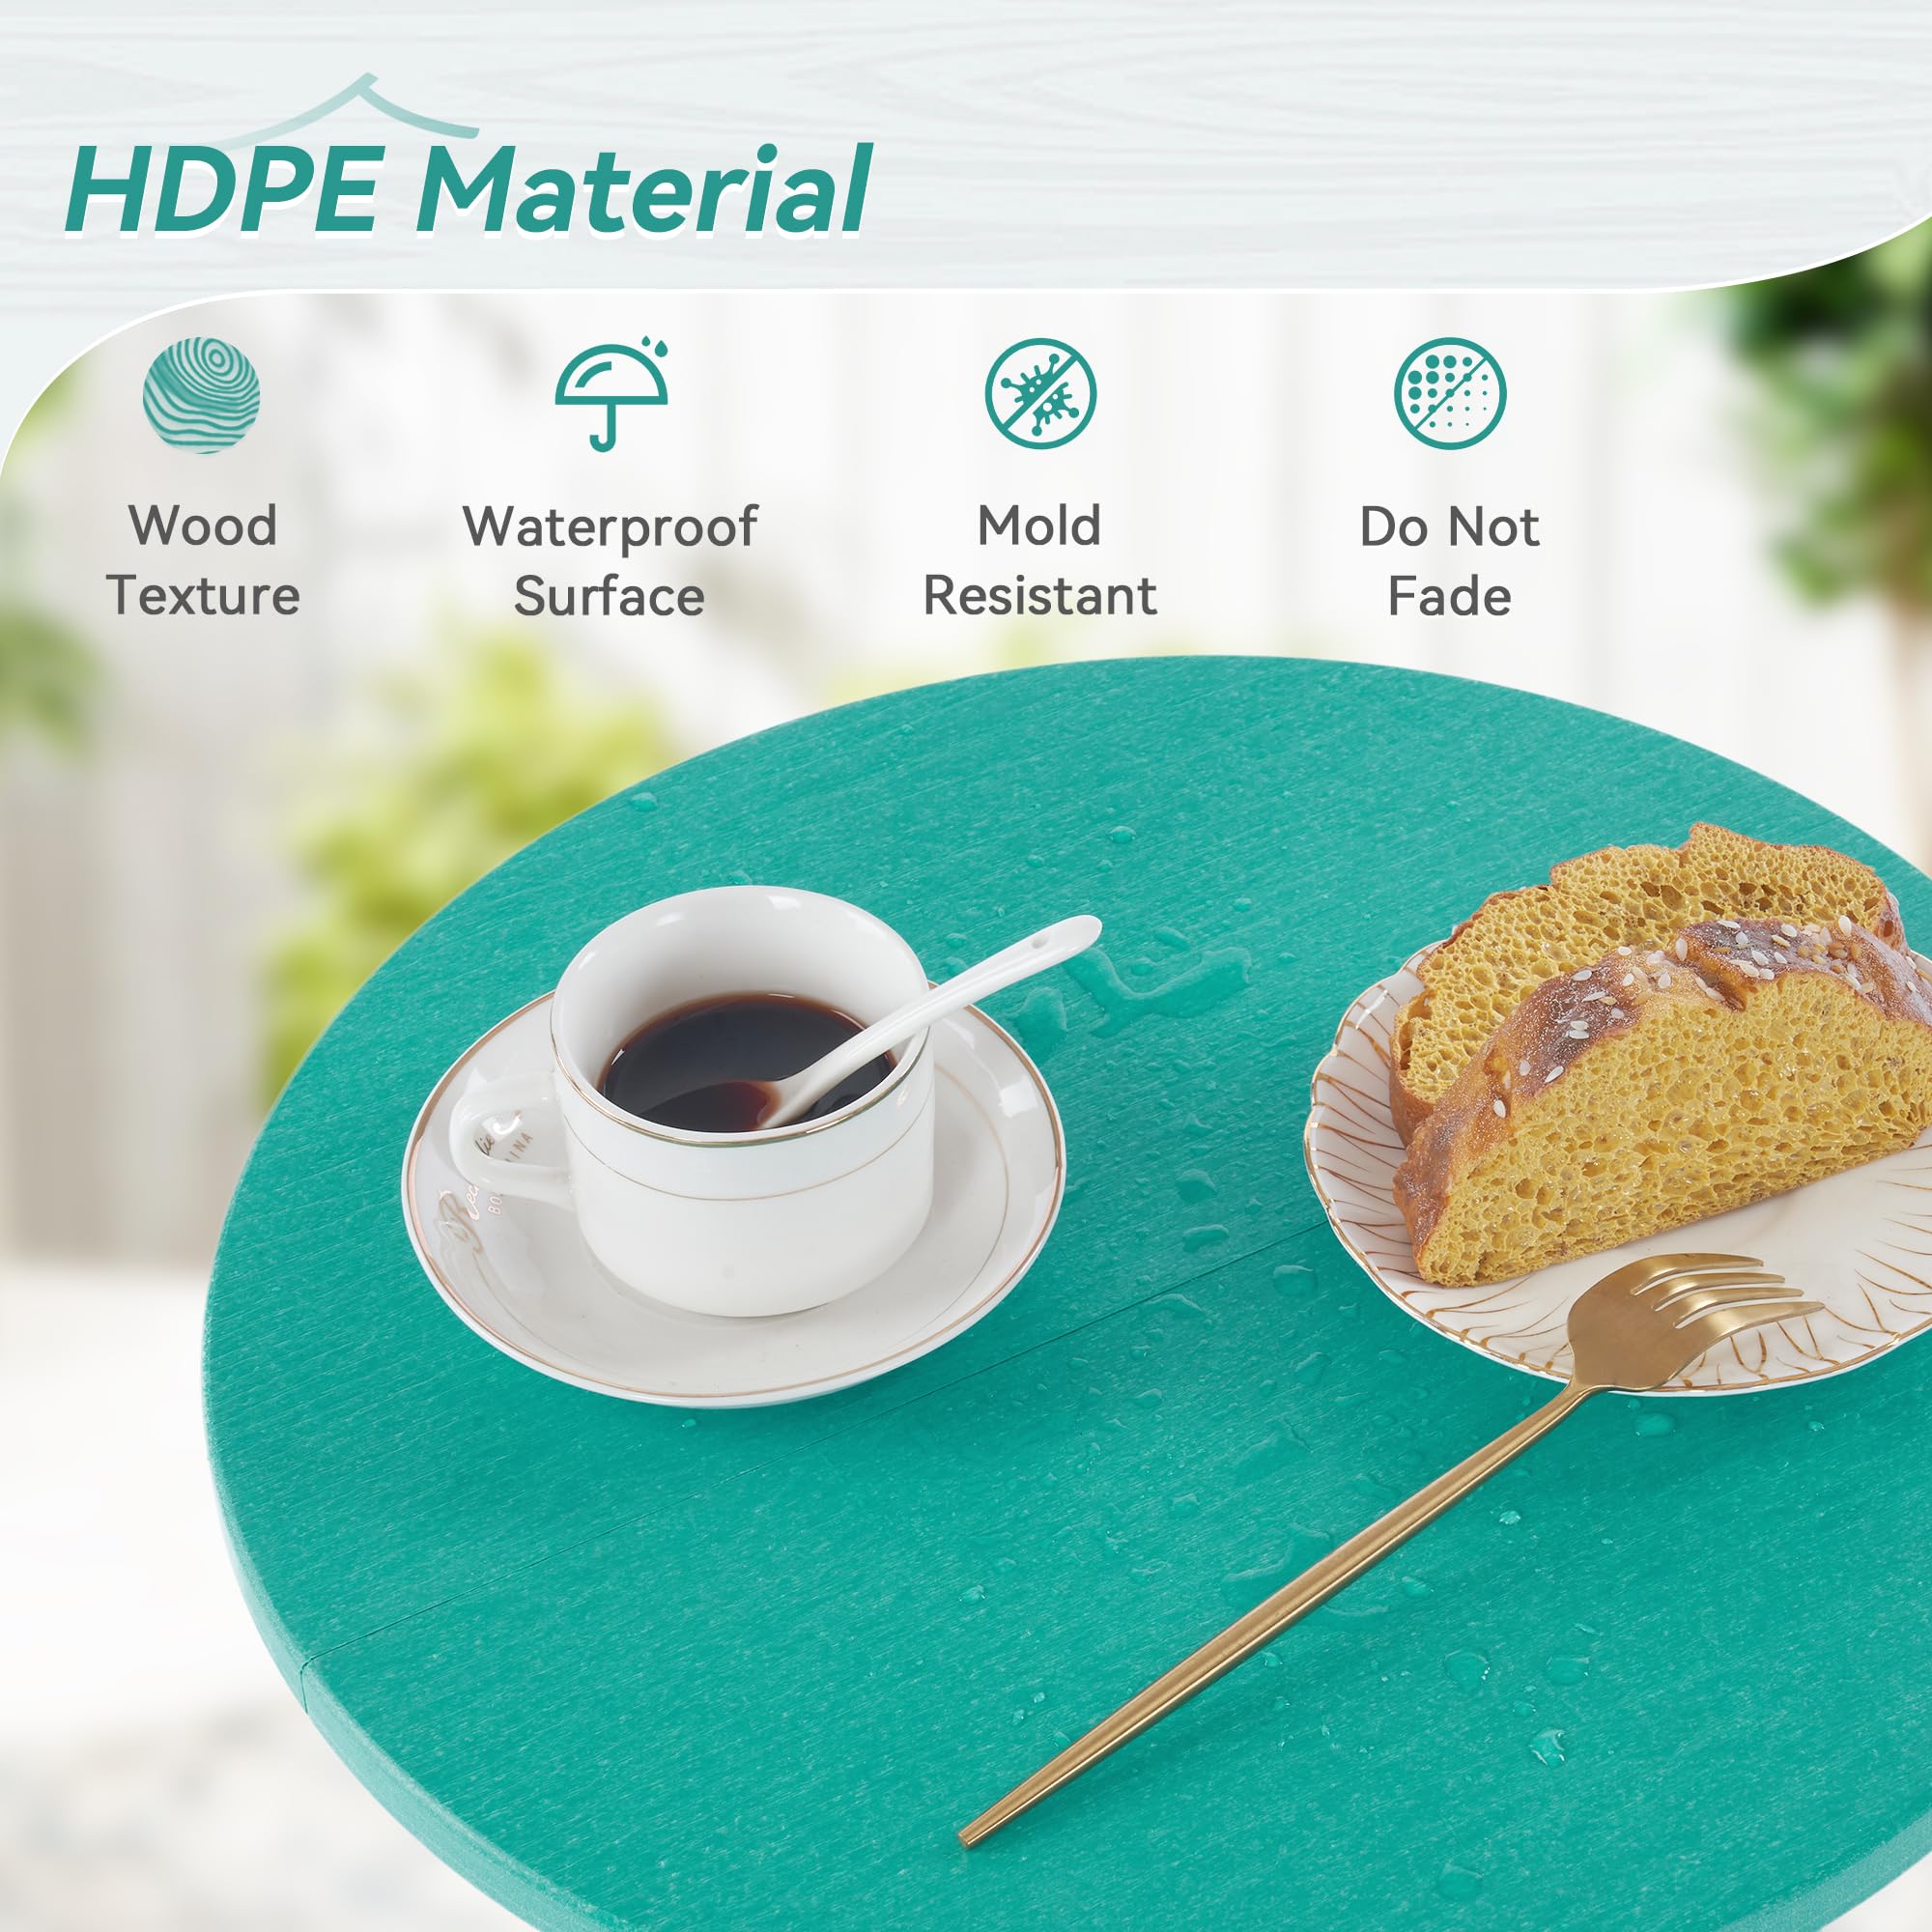 HDPE Material
Wood
Texture
Waterproof
Surface
Mold
Resistant
Do Not
Fade